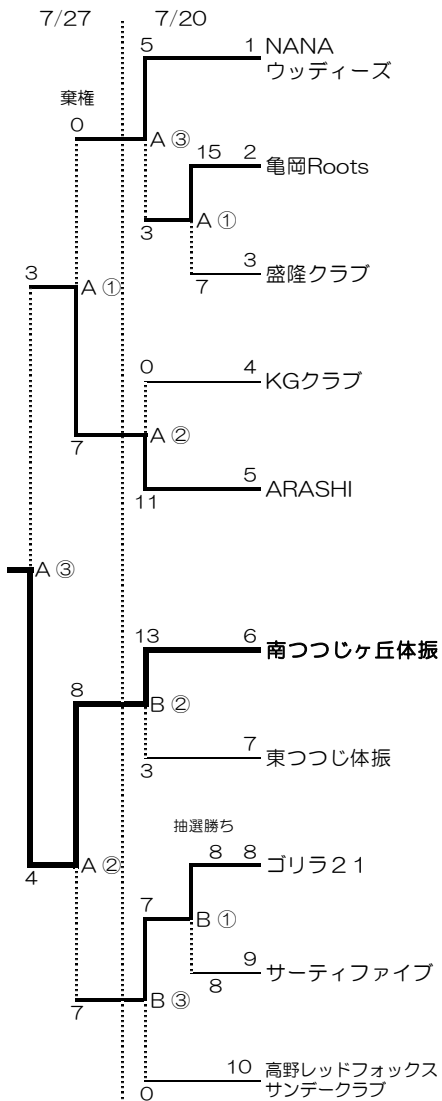 7/27 7/20
5 1 NANA
ウッディーズ
棄権
0
A ③
15 2 亀岡Roots
3 A ①
3 盛隆クラブ
7
3 A ①
0 4 KGクラブ
7 A ②
5 ARASHI
11
A ③
13 6 南つつじヶ丘体振
8 B ②
7 東つつじ体振
3
抽選勝ち
8 8 ゴリラ21
4 A ②
7 B ①
9 サーティファイブ
8
7 B ③
10 高野レッドフォックス
サンデークラブ
0